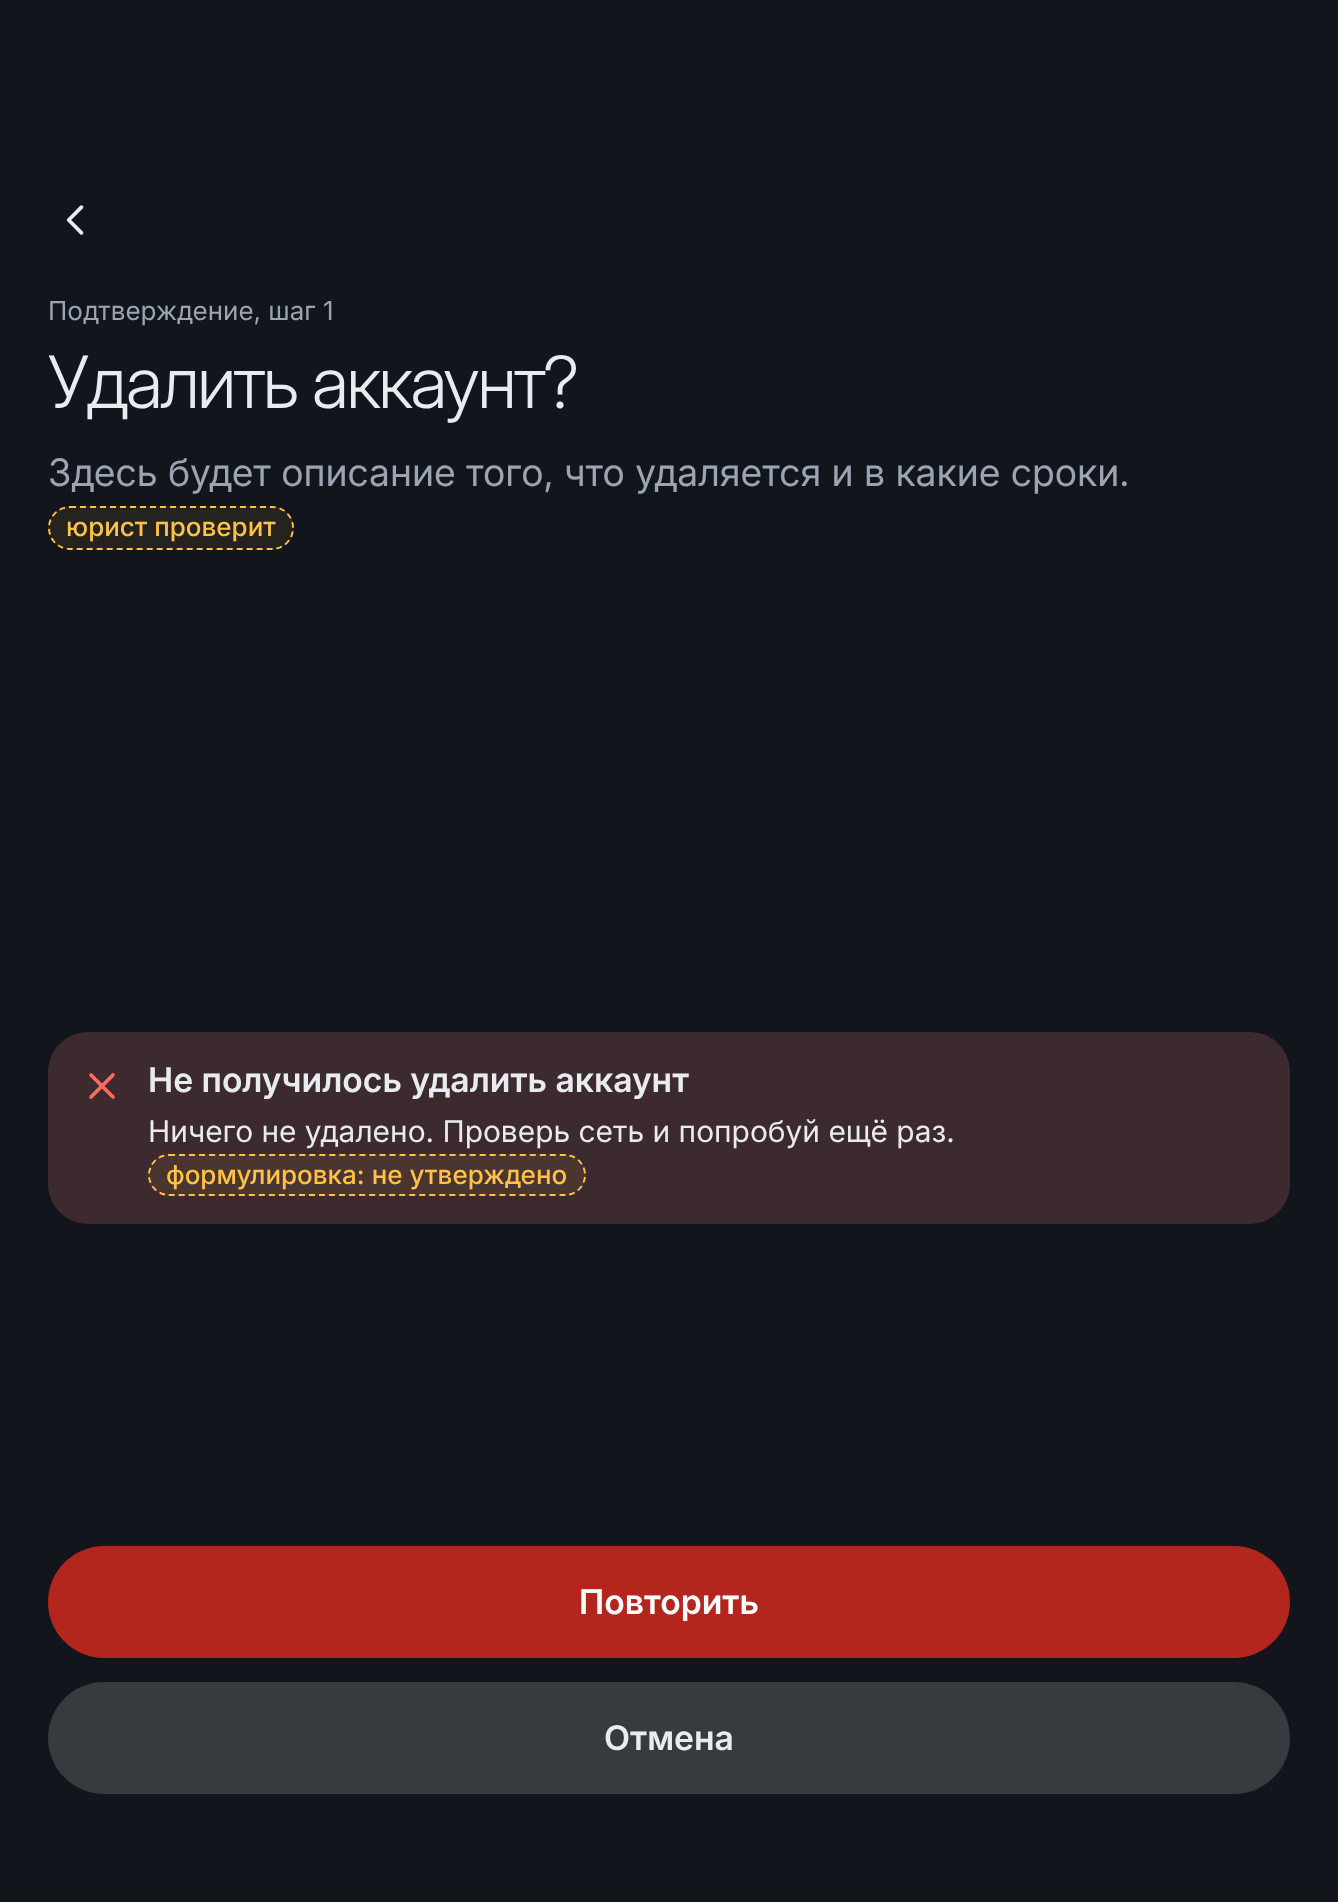 Подтверждение, шаг 1
Удалить аккаунт?
Здесь будет описание того, что удаляется и в какие сроки.
юрист проверит
Не получилось удалить аккаунт
Ничего не удалено. Проверь сеть и попробуй ещё раз.
формулировка: не утверждено
Повторить
Отмена